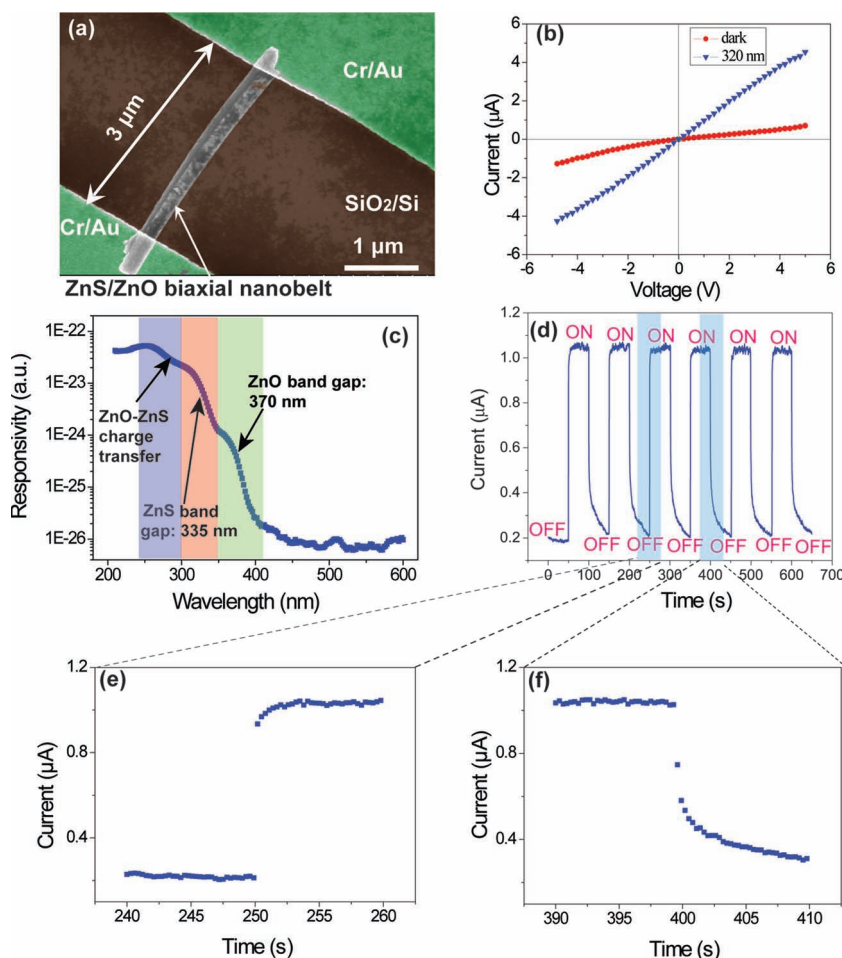 (a)
Cr/Au
3 μm
SiO2/Si
Cr/Au
1 μm
ZnS/ZnO biaxial nanobelt
(b)
dark
320 nm
Current (μA)
6
4
2
0
-2
-4
-6
-6 -4 -2 0 2 4 6
Voltage (V)
(c)
Responsivity (a.u.)
1E-22
1E-23
1E-24
1E-25
1E-26
ZnO-ZnS
charge
transfer
ZnO band gap:
370 nm
ZnS band
gap: 335 nm
200 300 400 500 600
Wavelength (nm)
(d)
Current (μA)
1.2
1.0
0.8
0.6
0.4
0.2
ON ON ON ON ON ON
OFF OFF OFF OFF OFF OFF OFF
0 100 200 300 400 500 600 700
Time (s)
(e)
Current (μA)
1.2
0.8
0.4
240 245 250 255 260
Time (s)
(f)
Current (μA)
1.2
0.8
0.4
390 395 400 405 410
Time (s)